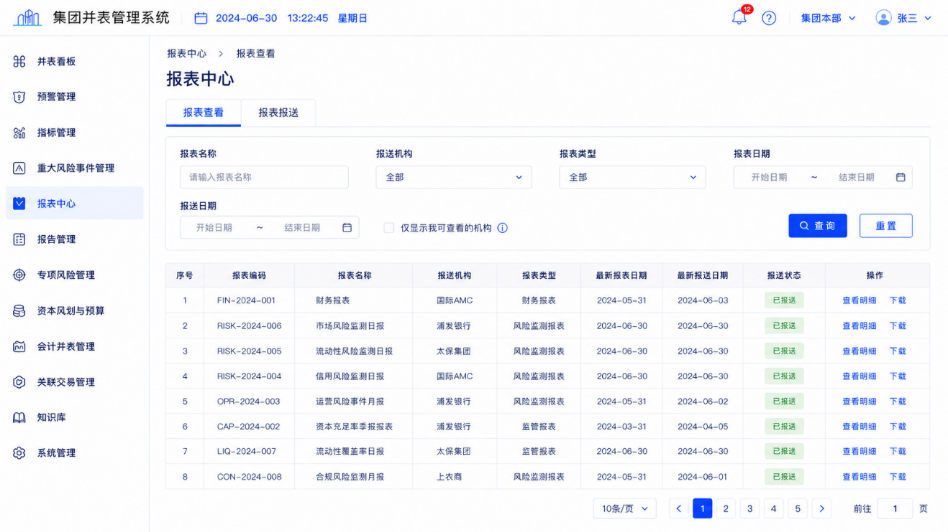 集团并表管理系统 2024-06-30 13:22:45 星期日 12 集团本部 张三
并表看板
预警管理
指标管理
重大风险事件管理
报表中心
报告管理
专项风险管理
资本风划与预算
会计并表管理
关联交易管理
知识库
系统管理
报表中心 > 报表查看
报表中心
报表查看 报表报送
报表名称 报送机构 报表类型 报表日期
请输入报表名称 全部 全部 开始日期 ~ 结束日期
报送日期
开始日期 ~ 结束日期 仅显示我可查看的机构 查询 重置
序号 报表编码 报表名称 报送机构 报表类型 最新报表日期 最新报送日期 报送状态 操作
1 FIN-2024-001 财务报表 国际AMC 财务报表 2024-05-31 2024-06-03 已报送 查看明细 下载
2 RISK-2024-006 市场风险监测日报 浦发银行 风险监测报表 2024-06-30 2024-06-30 已报送 查看明细 下载
3 RISK-2024-005 流动性风险监测日报 太保集团 风险监测报表 2024-06-30 2024-06-30 已报送 查看明细 下载
4 RISK-2024-004 信用风险监测日报 国际AMC 风险监测报表 2024-06-30 2024-06-30 已报送 查看明细 下载
5 OPR-2024-003 运营风险事件月报 浦发银行 风险监测报表 2024-05-31 2024-06-02 已报送 查看明细 下载
6 CAP-2024-002 资本充足率季报报表 浦发银行 监管报表 2024-03-31 2024-04-05 已报送 查看明细 下载
7 LIQ-2024-007 流动性覆盖率日报 太保集团 监管报表 2024-06-30 2024-06-30 已报送 查看明细 下载
8 CON-2024-008 合规风险监测月报 上农商 风险监测报表 2024-05-31 2024-06-01 已报送 查看明细 下载
10条/页 < 1 2 3 4 5 > 前往 1 页